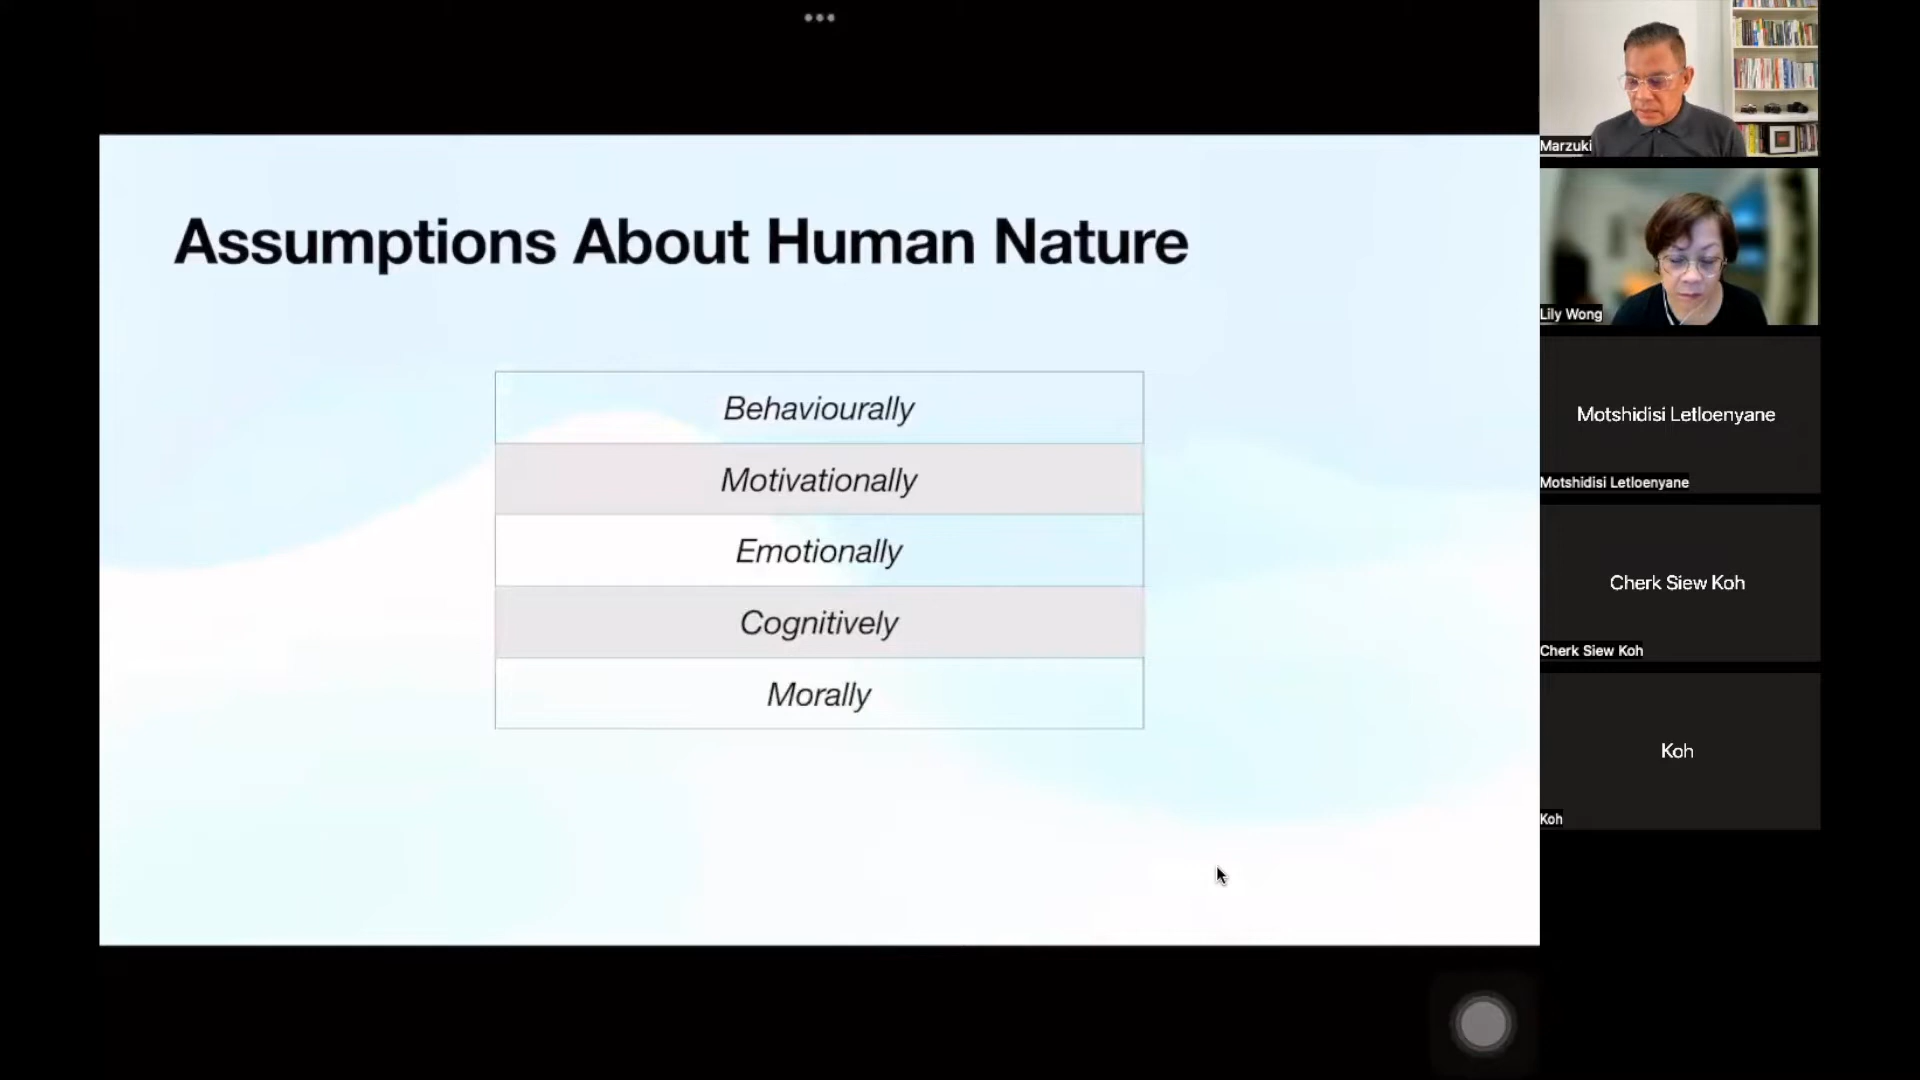 Assumptions About Human Nature
Behaviourally
Motivationally
Emotionally
Cognitively
Morally
Marzuki
Lily Wong
Motshidisi Letloenyane
Motshidisi Letloenyane
Cherk Siew Koh
Cherk Siew Koh
Koh
Koh